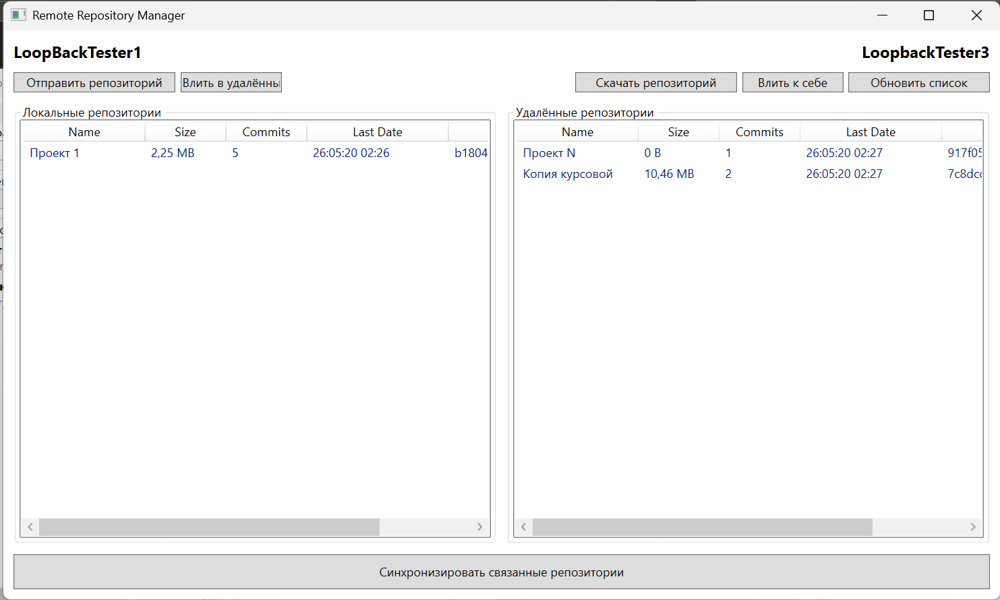 Remote Repository Manager
LoopBackTester1
LoopbackTester3
Отправить репозиторий
Влить в удалённы
Скачать репозиторий
Влить к себе
Обновить список
Локальные репозитории
Name Size Commits Last Date
Проект 1 2,25 MB 5 26:05:20 02:26 b1804
Удалённые репозитории
Name Size Commits Last Date
Проект N 0 B 1 26:05:20 02:27 917f05
Копия курсовой 10,46 MB 2 26:05:20 02:27 7c8dc
Синхронизировать связанные репозитории